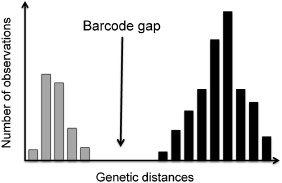 Barcode gap
Number of observations
Genetic distances